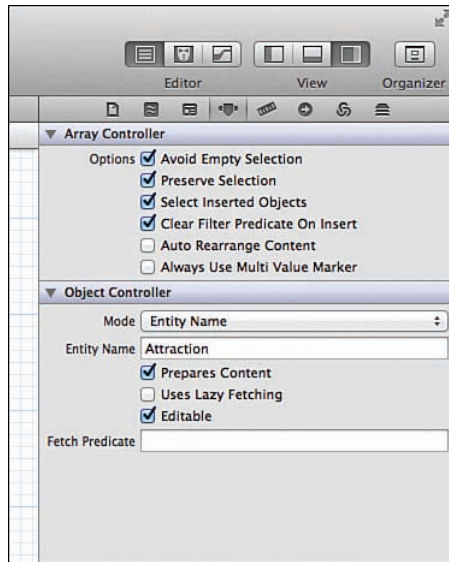 Editor View Organizer
Array Controller
Options Avoid Empty Selection
Preserve Selection
Select Inserted Objects
Clear Filter Predicate On Insert
Auto Rearrange Content
Always Use Multi Value Marker
Object Controller
Mode Entity Name
Entity Name Attraction
Prepares Content
Uses Lazy Fetching
Editable
Fetch Predicate